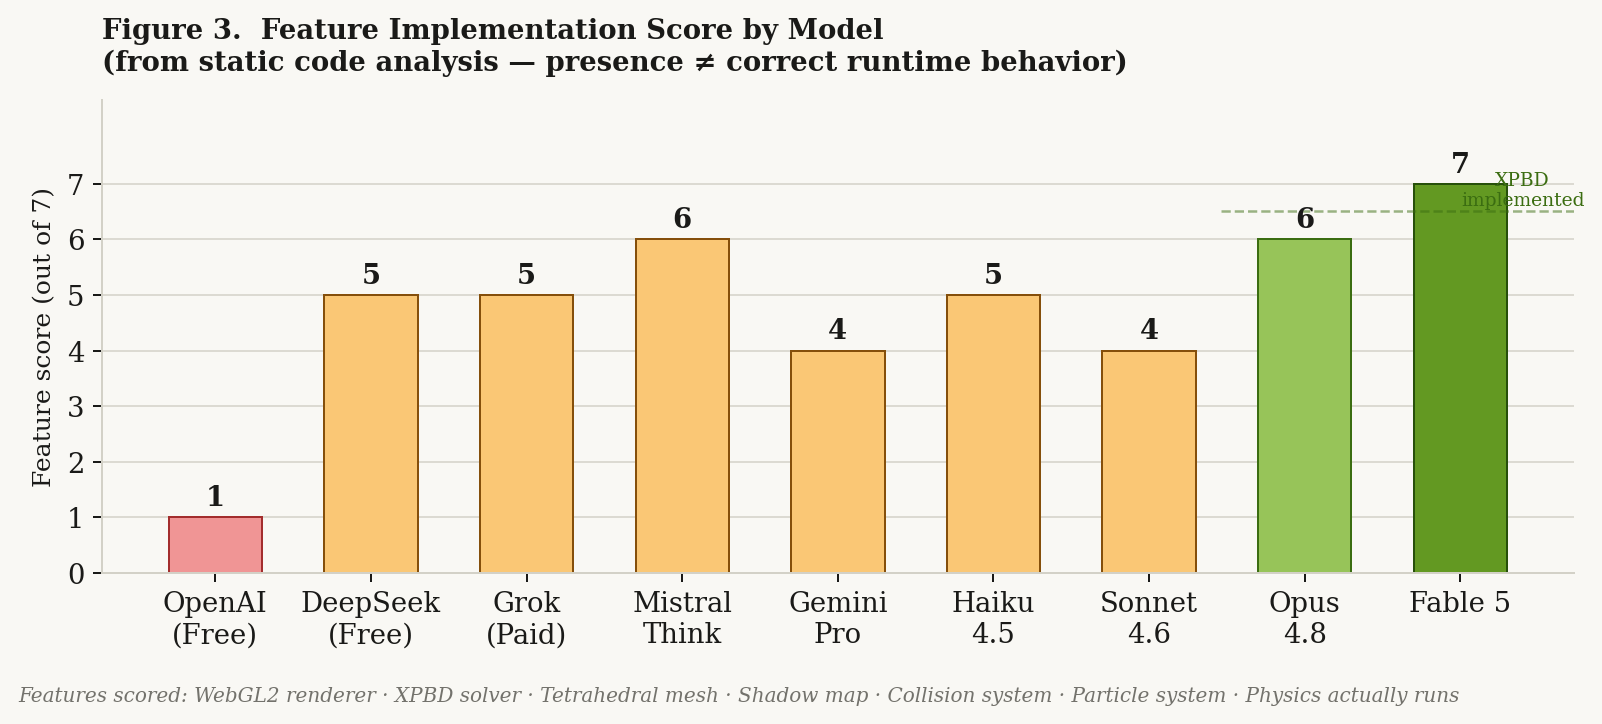 Figure 3.  Feature Implementation Score by Model
(from static code analysis — presence ≠ correct runtime behavior)
Feature score (out of 7)
7
6
5
4
3
2
1
0
1
5
5
6
4
5
4
6
7
XPBD
implemented
OpenAI
(Free)
DeepSeek
(Free)
Grok
(Paid)
Mistral
Think
Gemini
Pro
Haiku
4.5
Sonnet
4.6
Opus
4.8
Fable 5
Features scored: WebGL2 renderer · XPBD solver · Tetrahedral mesh · Shadow map · Collision system · Particle system · Physics actually runs